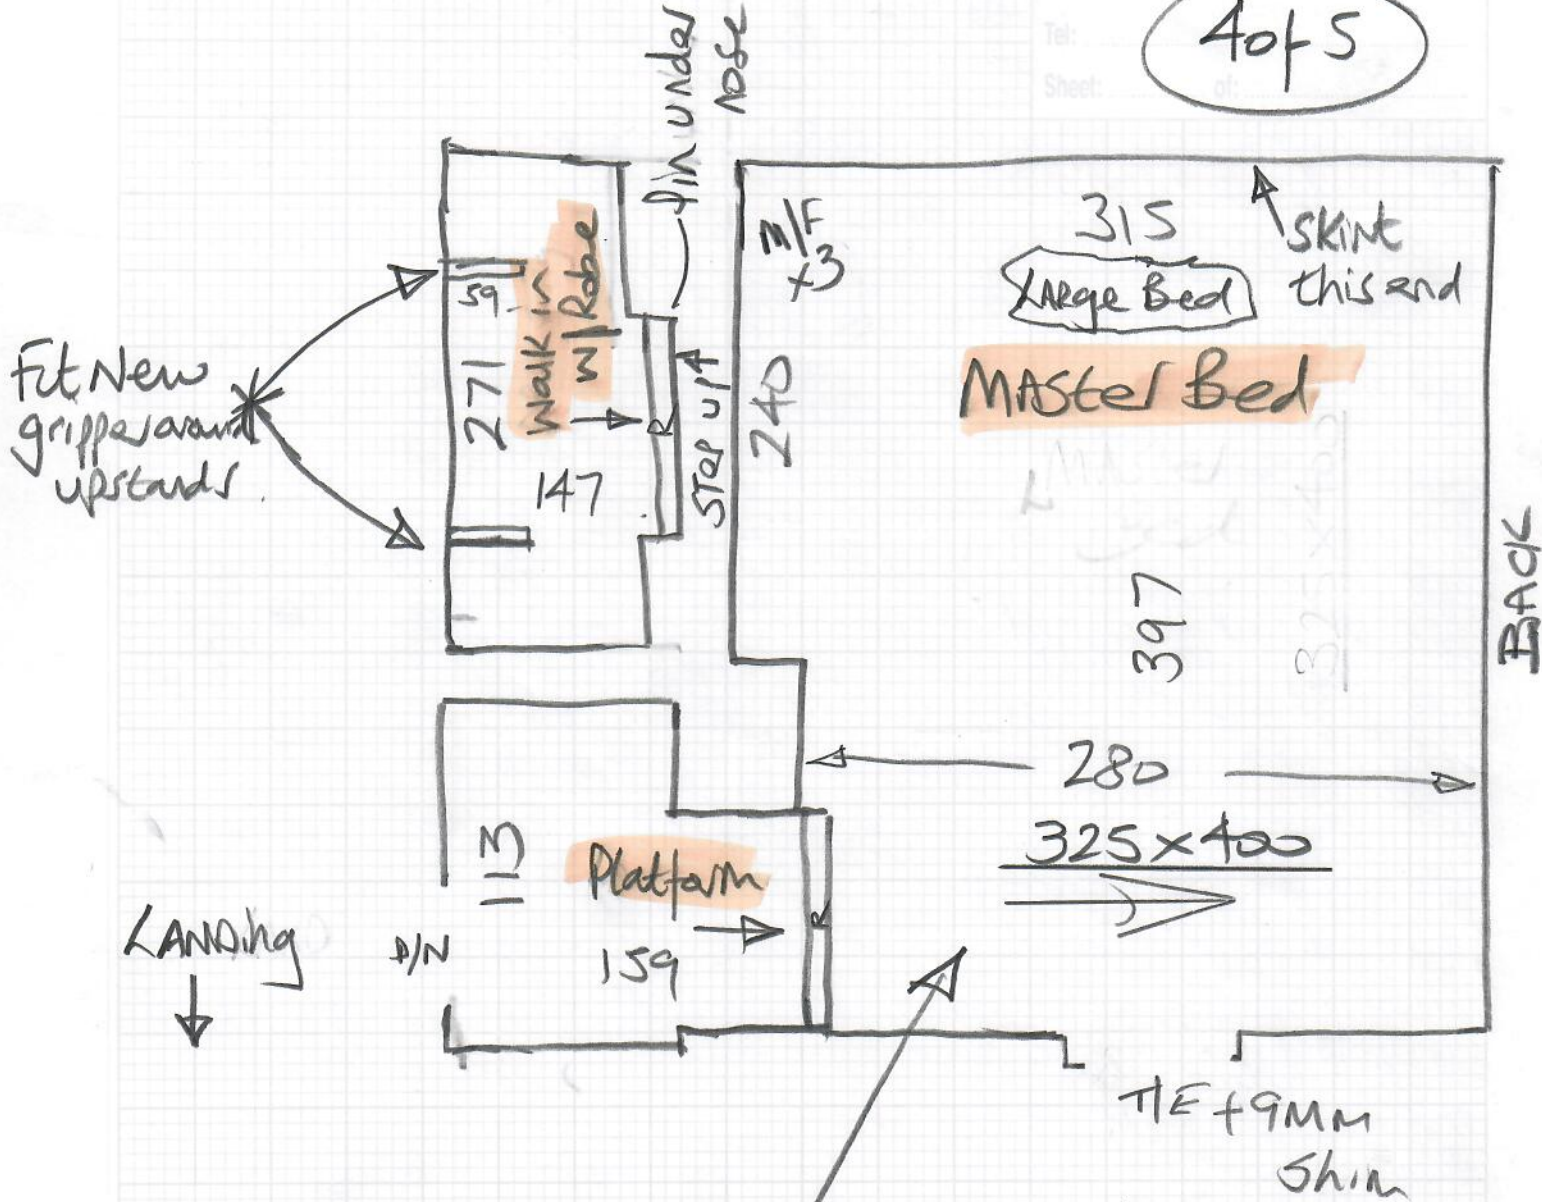 Tel:
4 of 5
Sheet: of:
Pin under
nose
M/F
x3
315
Large Bed
SKINT
this end
Master Bed
59
Walk in
W/Robe
271
147
R
Step up
240
Fit New
gripper around
upstands.
397
BACK
280
325 x 400
113
Platform
159
R
LANDing
D/N
T/E + 9MM
Shim